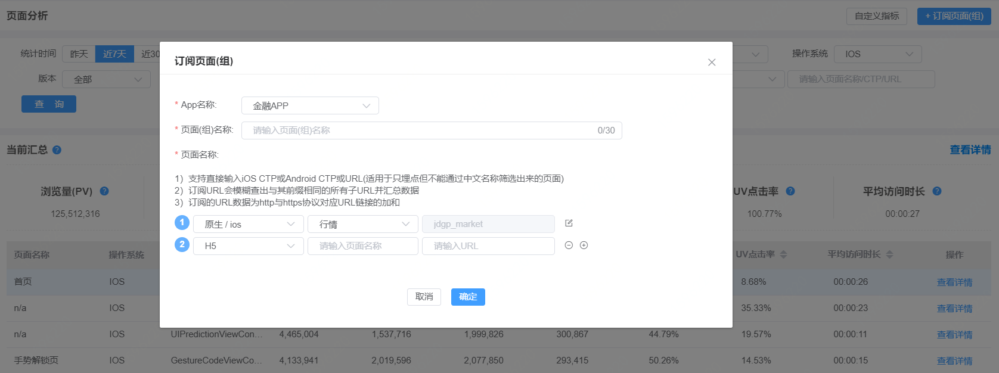 页面分析
自定义指标
+ 订阅页面(组)
统计时间
昨天
近7天
近30
操作系统
IOS
版本
全部
请输入页面名称/CTP/URL
查 询
订阅页面(组)
* App名称:
金融APP
* 页面(组)名称:
请输入页面(组)名称
0/30
* 页面名称:
1）支持直接输入iOS CTP或Android CTP或URL(适用于只埋点但不能通过中文名称筛选出来的页面)
2）订阅URL会模糊查出与其前缀相同的所有子URL并汇总数据
3）订阅的URL数据为http与https协议对应URL链接的加和
1
原生 / ios
行情
jdgp_market
2
H5
请输入页面名称
请输入URL
取消
确定
当前汇总
查看详情
浏览量(PV)
125,512,316
UV点击率
100.77%
平均访问时长
00:00:27
页面名称
操作系统
UV点击率
平均访问时长
操作
首页
IOS
8.68%
00:00:26
查看详情
n/a
IOS
35.33%
00:00:23
查看详情
n/a
IOS
UIPredictionViewCon...
4,465,004
1,537,716
1,999,826
300,867
44.79%
19.57%
00:00:11
查看详情
手势解锁页
IOS
GestureCodeViewCo...
4,133,941
2,019,596
2,077,850
293,415
50.26%
14.53%
00:00:15
查看详情